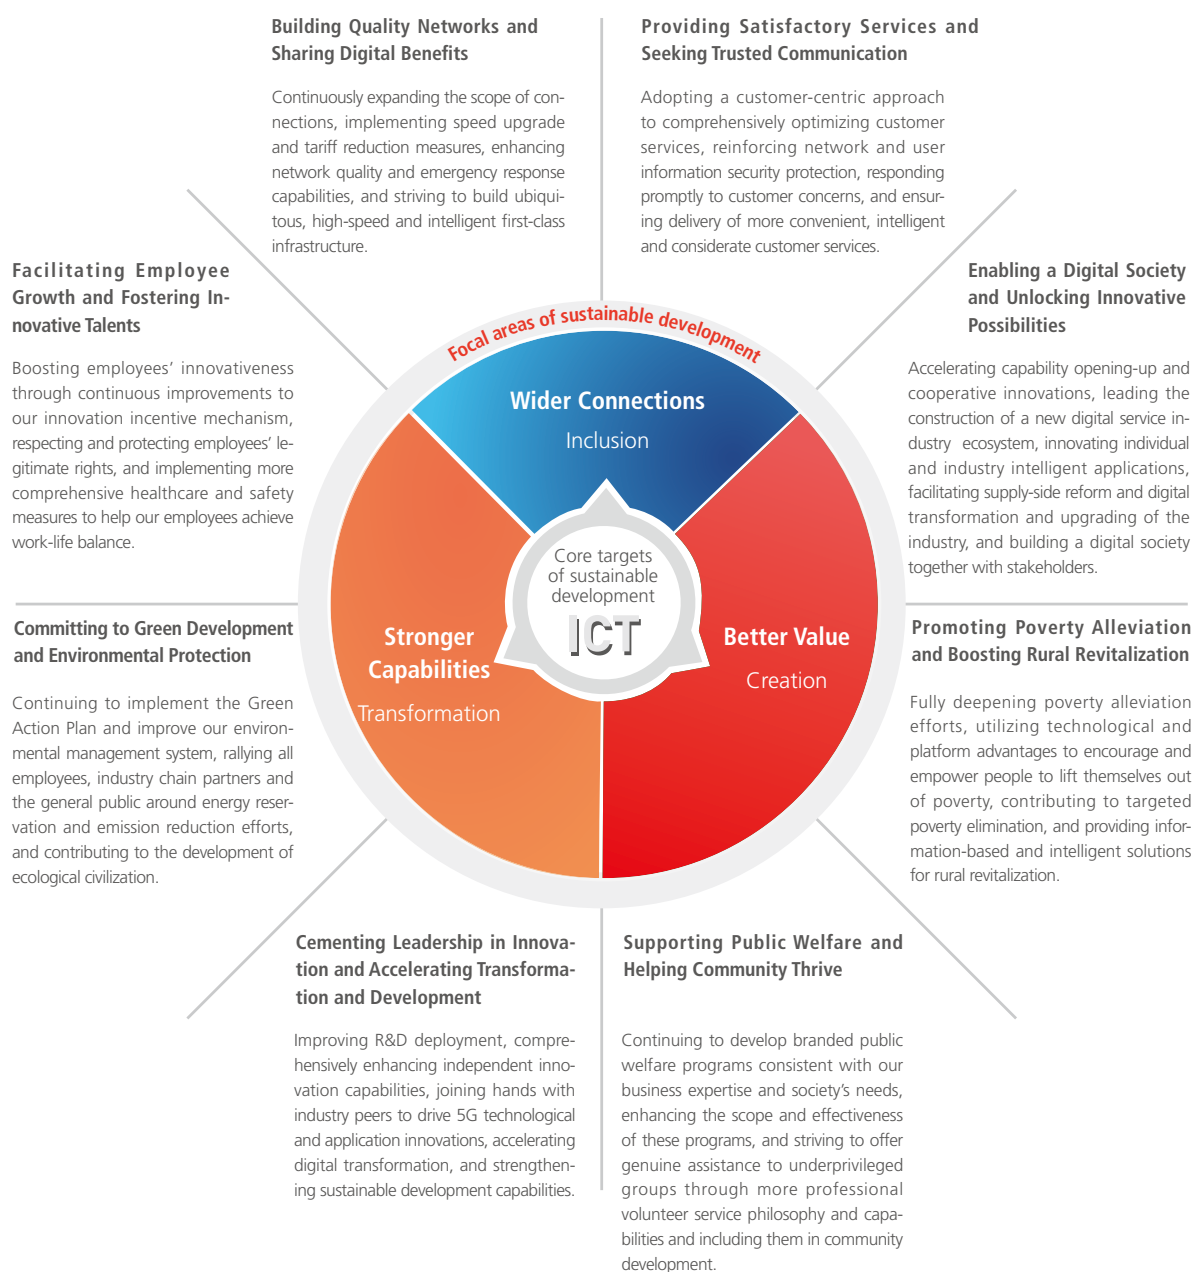 Building Quality Networks and
Sharing Digital Benefits
Continuously expanding the scope of con-
nections, implementing speed upgrade
and tariff reduction measures, enhancing
network quality and emergency response
capabilities, and striving to build ubiqui-
tous, high-speed and intelligent first-class
infrastructure.
Providing Satisfactory Services and
Seeking Trusted Communication
Adopting a customer-centric approach
to comprehensively optimizing customer
services, reinforcing network and user
information security protection, responding
promptly to customer concerns, and ensur-
ing delivery of more convenient, intelligent
and considerate customer services.
Facilitating Employee
Growth and Fostering In-
novative Talents
Boosting employees’ innovativeness
through continuous improvements to
our innovation incentive mechanism,
respecting and protecting employees’ le-
gitimate rights, and implementing more
comprehensive healthcare and safety
measures to help our employees achieve
work-life balance.
Enabling a Digital Society
and Unlocking Innovative
Possibilities
Accelerating capability opening-up and
cooperative innovations, leading the
construction of a new digital service in-
dustry ecosystem, innovating individual
and industry intelligent applications,
facilitating supply-side reform and digital
transformation and upgrading of the
industry, and building a digital society
together with stakeholders.
Focal areas of sustainable development
Wider Connections
Inclusion
Core targets
of sustainable
development
ICT
Stronger
Capabilities
Transformation
Better Value
Creation
Committing to Green Development
and Environmental Protection
Continuing to implement the Green
Action Plan and improve our environ-
mental management system, rallying all
employees, industry chain partners and
the general public around energy reser-
vation and emission reduction efforts,
and contributing to the development of
ecological civilization.
Promoting Poverty Alleviation
and Boosting Rural Revitalization
Fully deepening poverty alleviation
efforts, utilizing technological and
platform advantages to encourage and
empower people to lift themselves out
of poverty, contributing to targeted
poverty elimination, and providing infor-
mation-based and intelligent solutions
for rural revitalization.
Cementing Leadership in Innova-
tion and Accelerating Transforma-
tion and Development
Improving R&D deployment, compre-
hensively enhancing independent inno-
vation capabilities, joining hands with
industry peers to drive 5G technological
and application innovations, accelerating
digital transformation, and strengthen-
ing sustainable development capabilities.
Supporting Public Welfare and
Helping Community Thrive
Continuing to develop branded public
welfare programs consistent with our
business expertise and society’s needs,
enhancing the scope and effectiveness
of these programs, and striving to offer
genuine assistance to underprivileged
groups through more professional
volunteer service philosophy and capa-
bilities and including them in community
development.